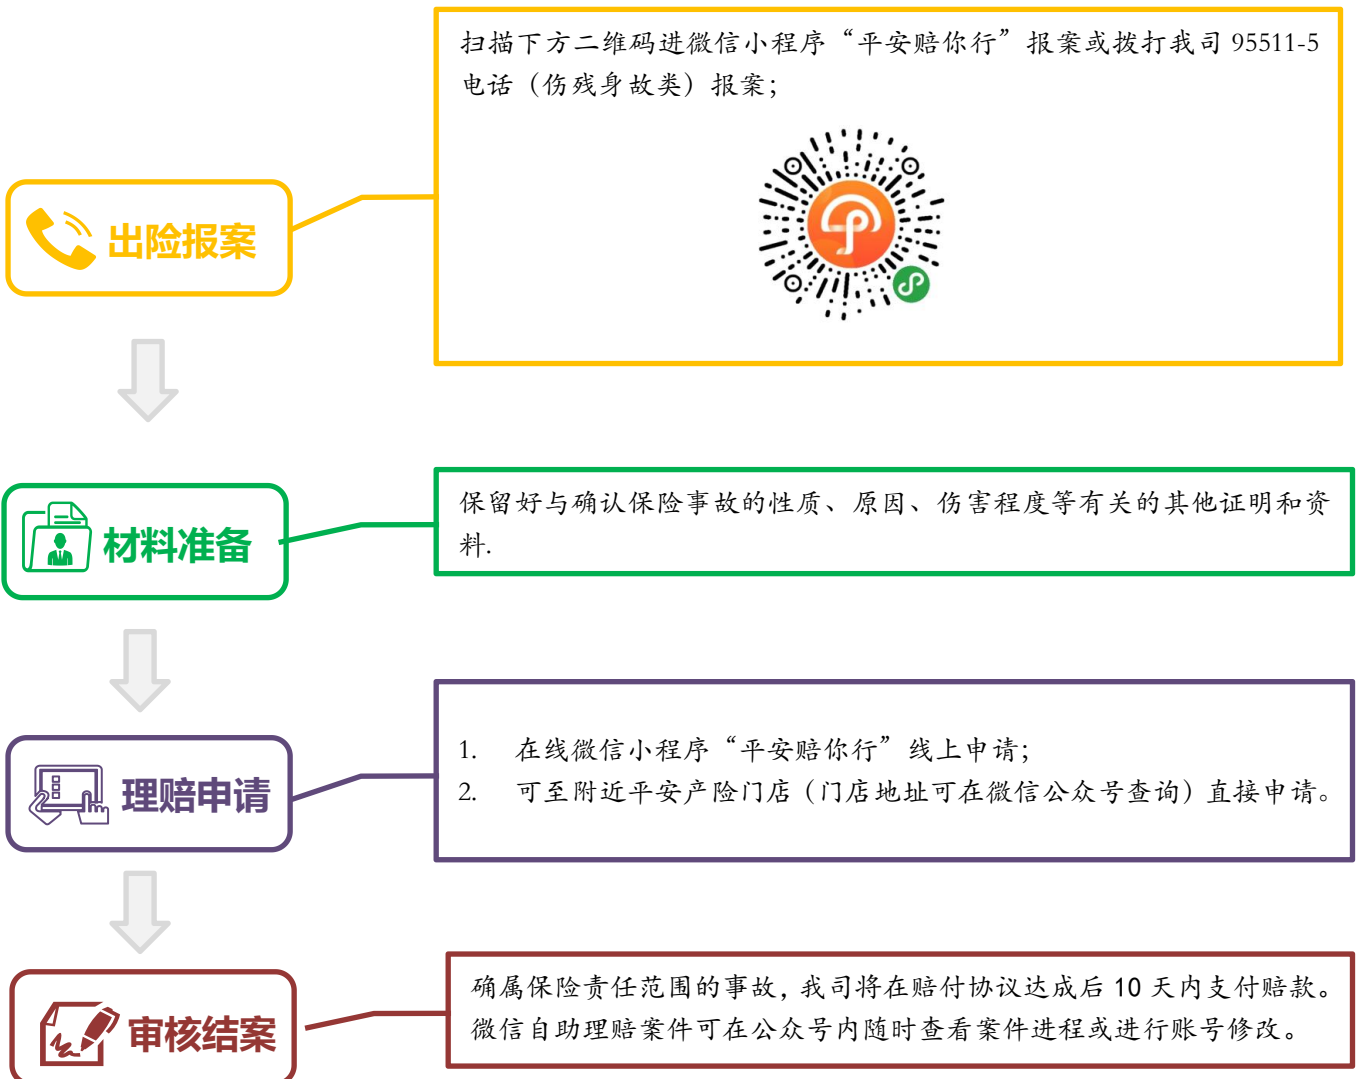 扫描下方二维码进微信小程序“平安赔你行”报案或拨打我司 95511-5
电话（伤残身故类）报案；
出险报案
保留好与确认保险事故的性质、原因、伤害程度等有关的其他证明和资
料.
材料准备
1. 在线微信小程序“平安赔你行”线上申请；
2. 可至附近平安产险门店（门店地址可在微信公众号查询）直接申请。
理赔申请
确属保险责任范围的事故，我司将在赔付协议达成后 10 天内支付赔款。
微信自助理赔案件可在公众号内随时查看案件进程或进行账号修改。
审核结案